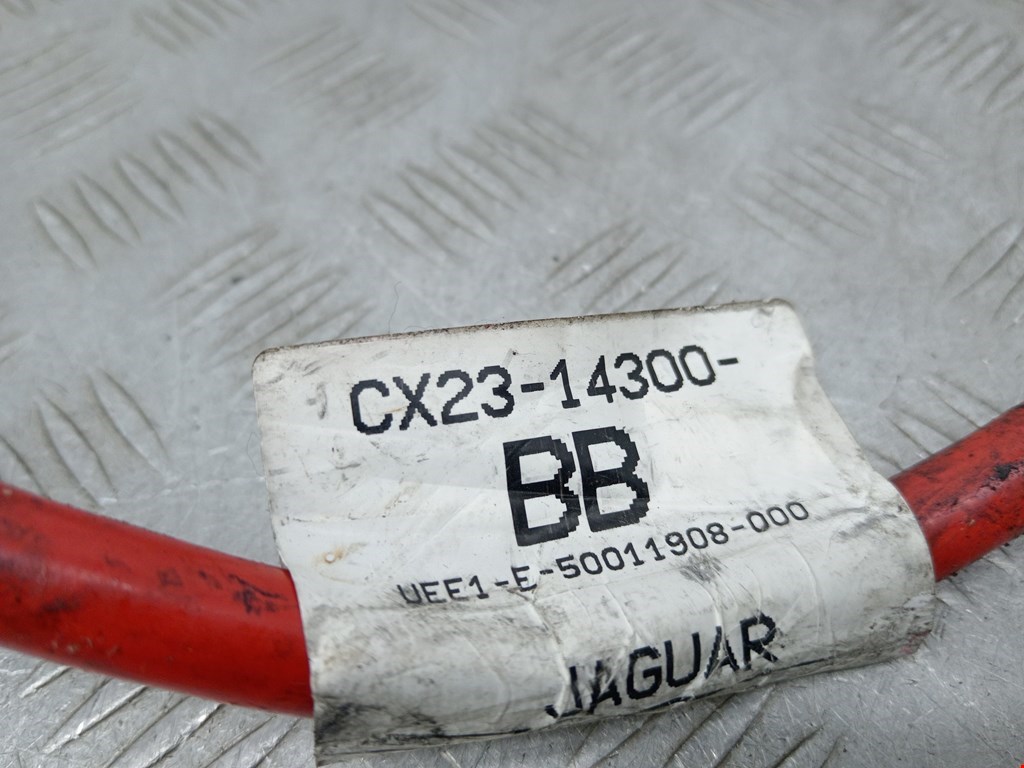 CX23-14300-
BB
UEE1-E-50011908-000
JAGUAR